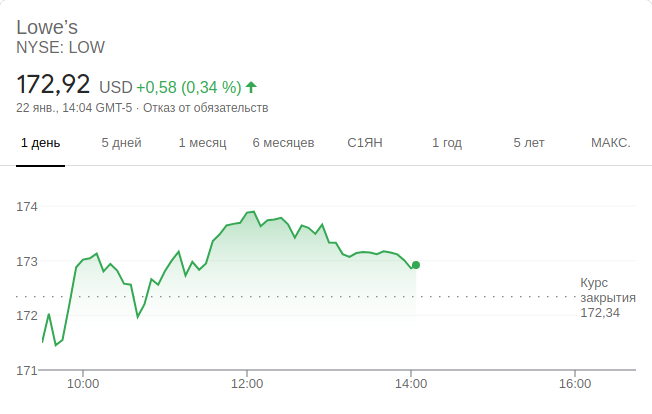 Lowe's
NYSE: LOW
172,92 USD +0,58 (0,34 %)
22 янв., 14:04 GMT-5 · Отказ от обязательств
1 день 5 дней 1 месяц 6 месяцев С1ЯН 1 год 5 лет МАКС.
174
173
Курс
закрытия
172,34
172
171
10:00 12:00 14:00 16:00